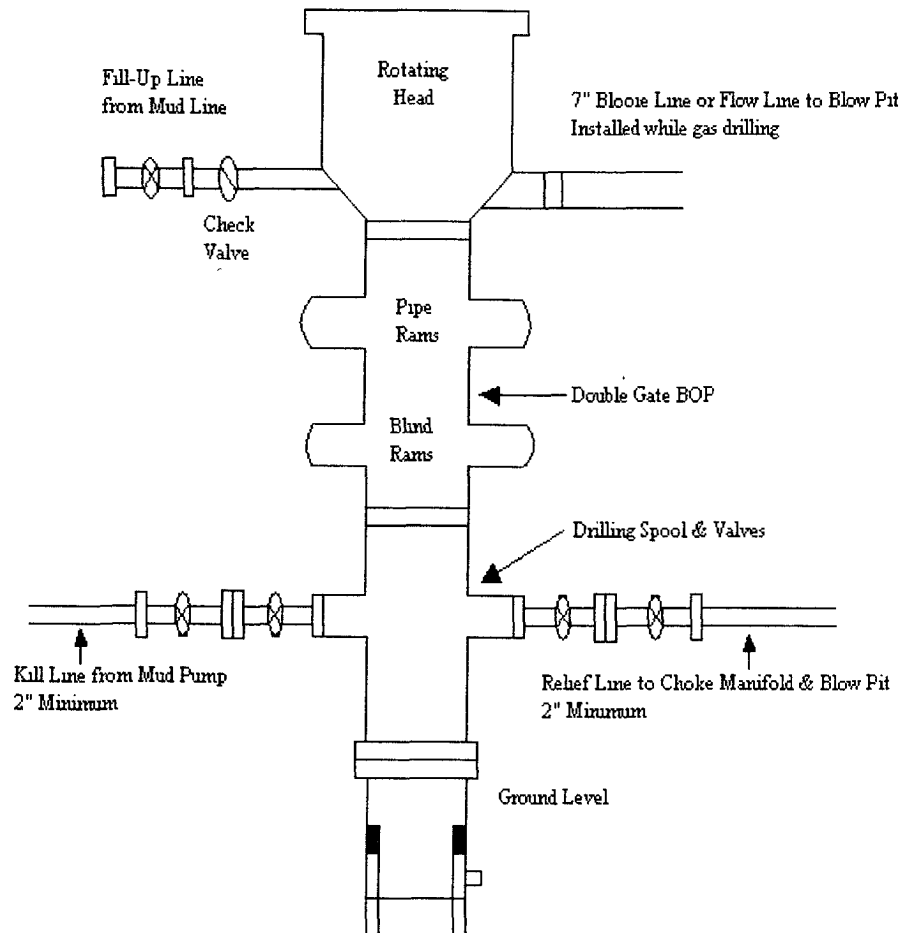 Rotating
Head
Fill-Up Line
from Mud Line
7" Blooie Line or Flow Line to Blow Pit
Installed while gas drilling
Check
Valve
Pipe
Rams
Double Gate BOP
Blind
Rams
Drilling Spool & Valves
Kill Line from Mud Pump
2" Minimum
Relief Line to Choke Manifold & Blow Pit
2" Minimum
Ground Level